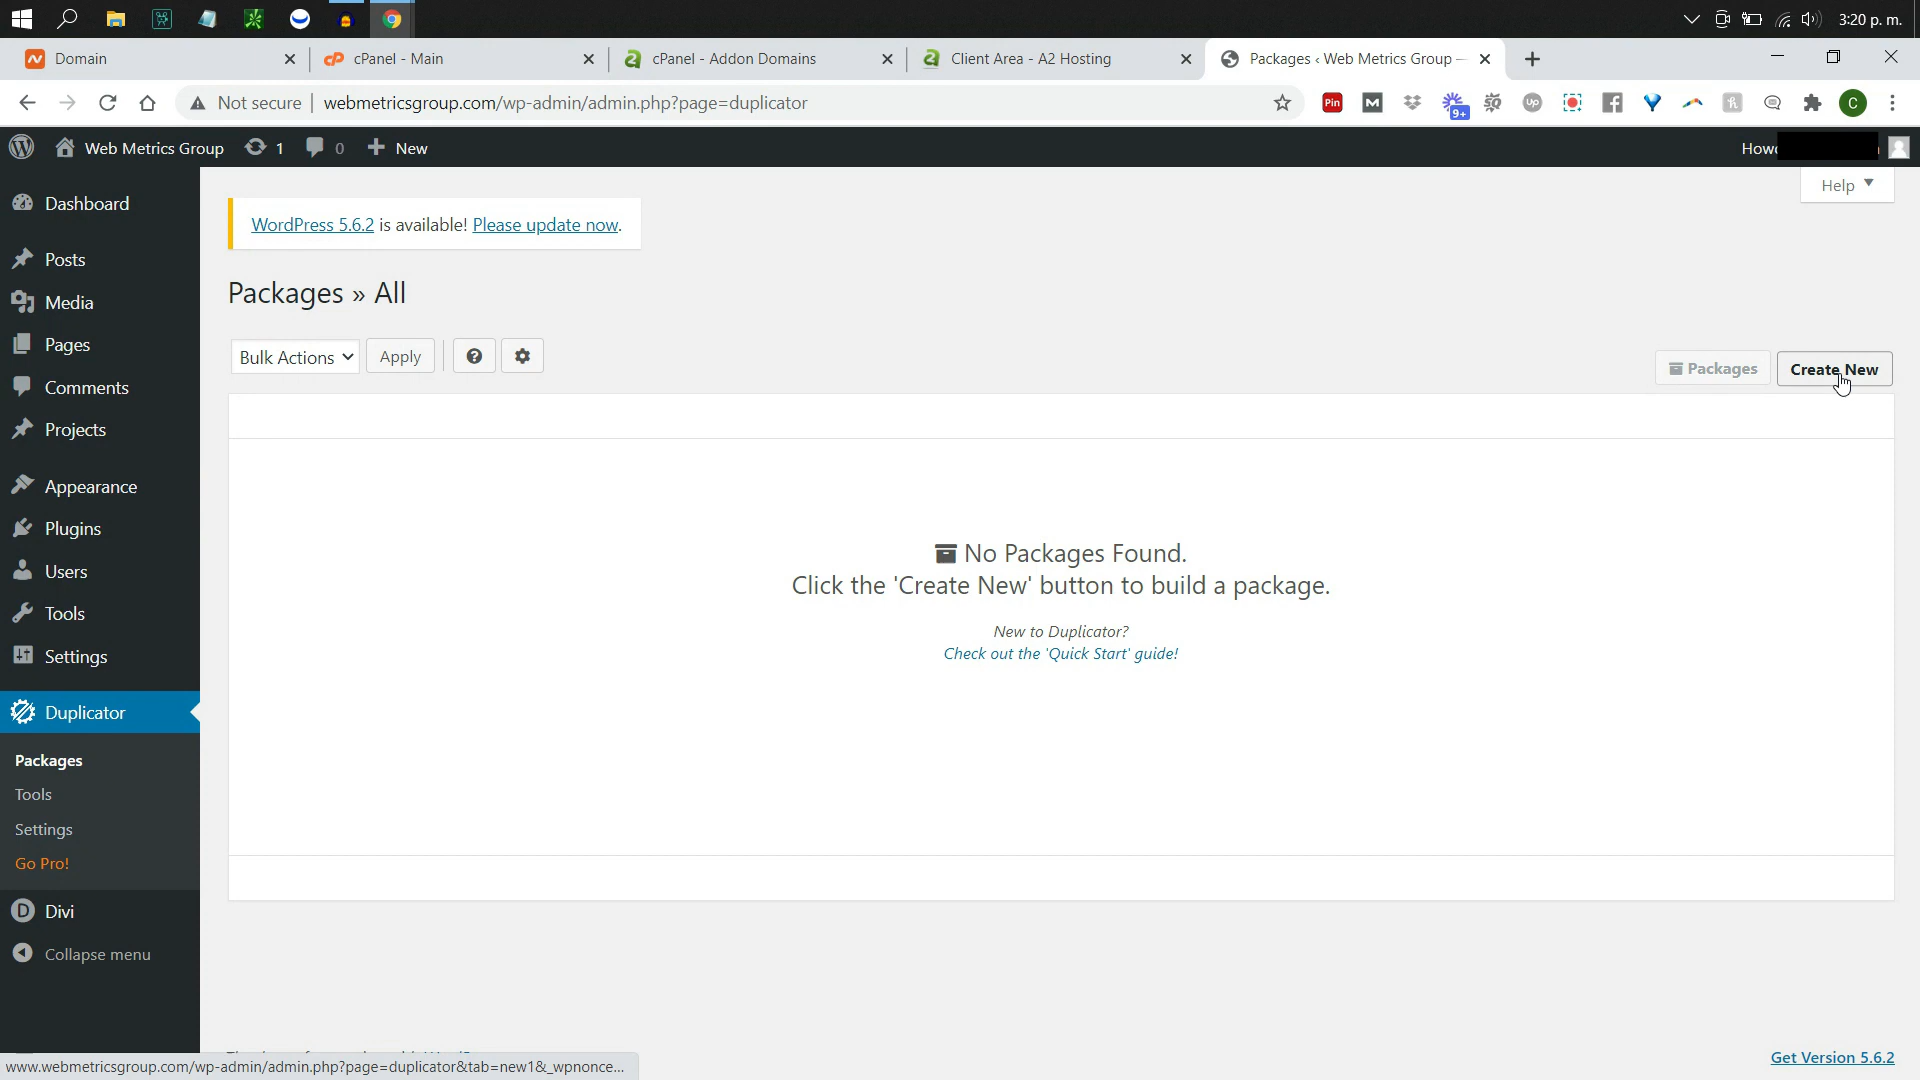 3:20 p. m.
Domain
cPanel - Main
cPanel - Addon Domains
Client Area - A2 Hosting
Packages ‹ Web Metrics Group —
Not secure
webmetricsgroup.com/wp-admin/admin.php?page=duplicator
Pin
M
9+
Up
C
Web Metrics Group
1
0
New
Help
Dashboard
Posts
Media
Pages
Comments
Projects
Appearance
Plugins
Users
Tools
Settings
Duplicator
Packages
Tools
Settings
Go Pro!
D Divi
Collapse menu
WordPress 5.6.2 is available! Please update now.
Packages » All
Bulk Actions
Apply
Packages
Create New
No Packages Found.
Click the 'Create New' button to build a package.
New to Duplicator?
Check out the 'Quick Start' guide!
www.webmetricsgroup.com/wp-admin/admin.php?page=duplicator&tab=new1&_wpnonce...
Get Version 5.6.2